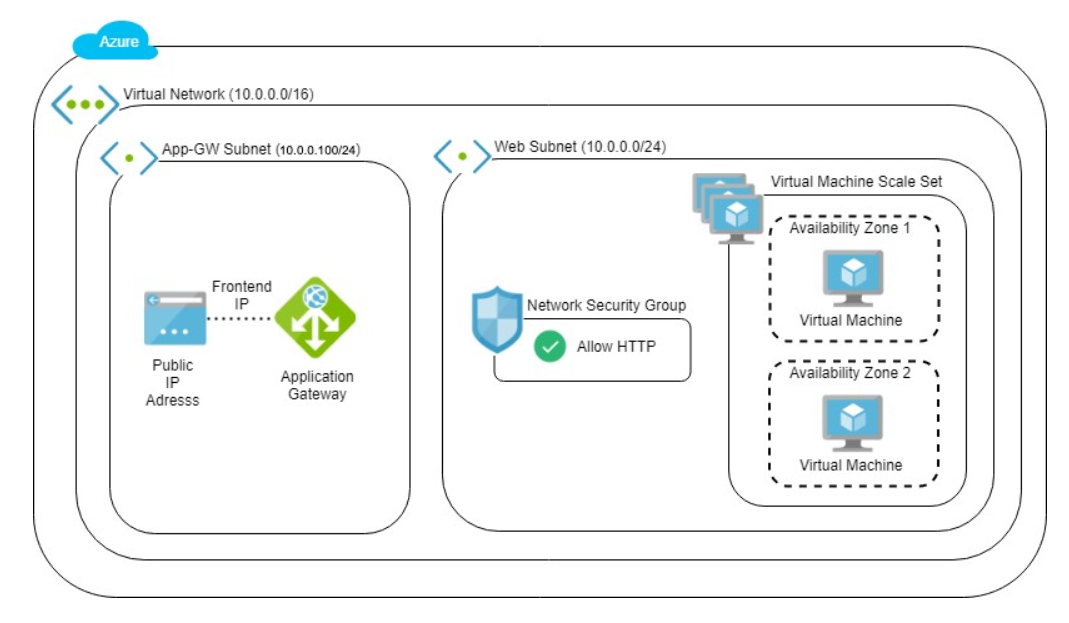 Azure
Virtual Network (10.0.0.0/16)
App-GW Subnet (10.0.0.100/24)
Web Subnet (10.0.0.0/24)
Virtual Machine Scale Set
Availability Zone 1
Virtual Machine
Frontend
IP
Network Security Group
Allow HTTP
Public
IP
Adresss
Application
Gateway
Availability Zone 2
Virtual Machine